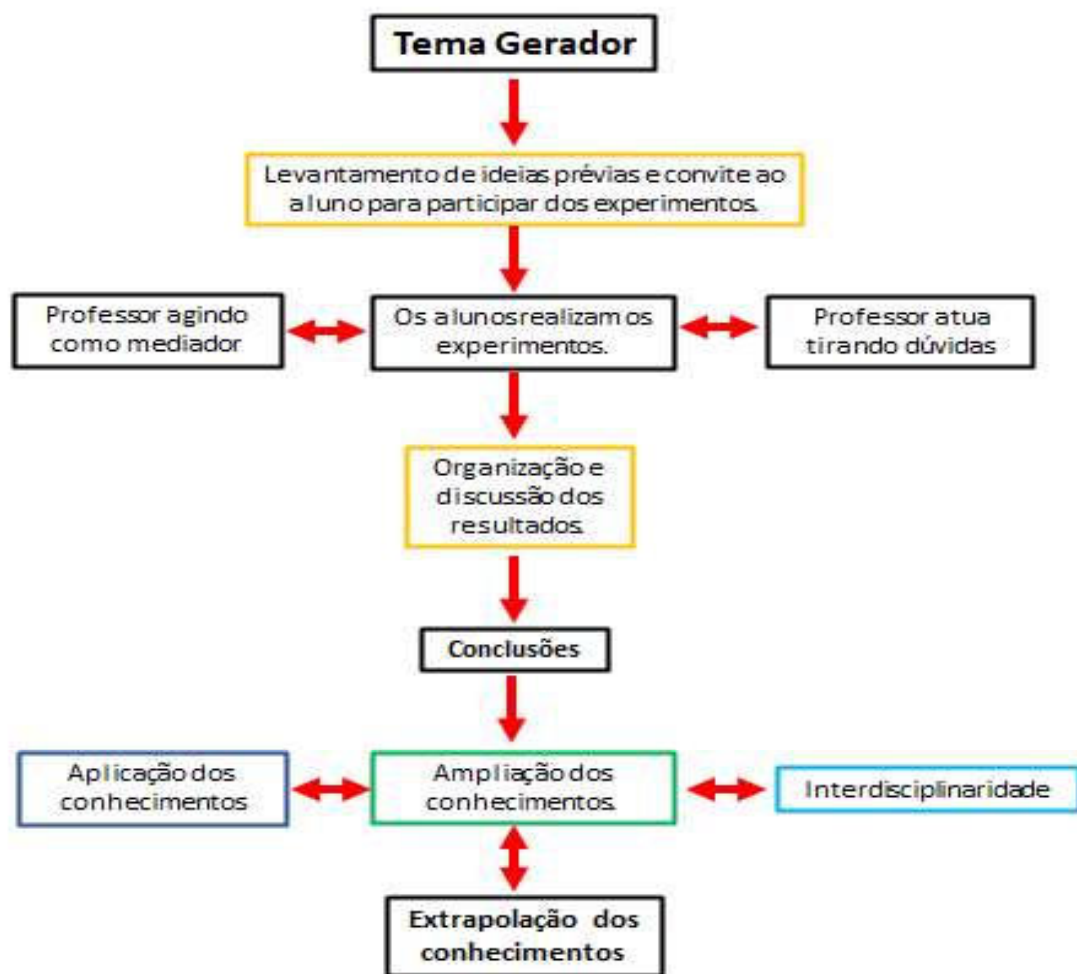 Tema Gerador
Levantamento de ideias prévias e convite ao
aluno para participar dos experimentos.
Professor agindo
como mediador
Os alunos realizam os
experimentos.
Professor atua
tirando dúvidas
Organização e
discussão dos
resultados.
Conclusões
Aplicação dos
conhecimentos
Ampliação dos
conhecimentos.
Interdisciplinaridade
Extrapolação dos
conhecimentos